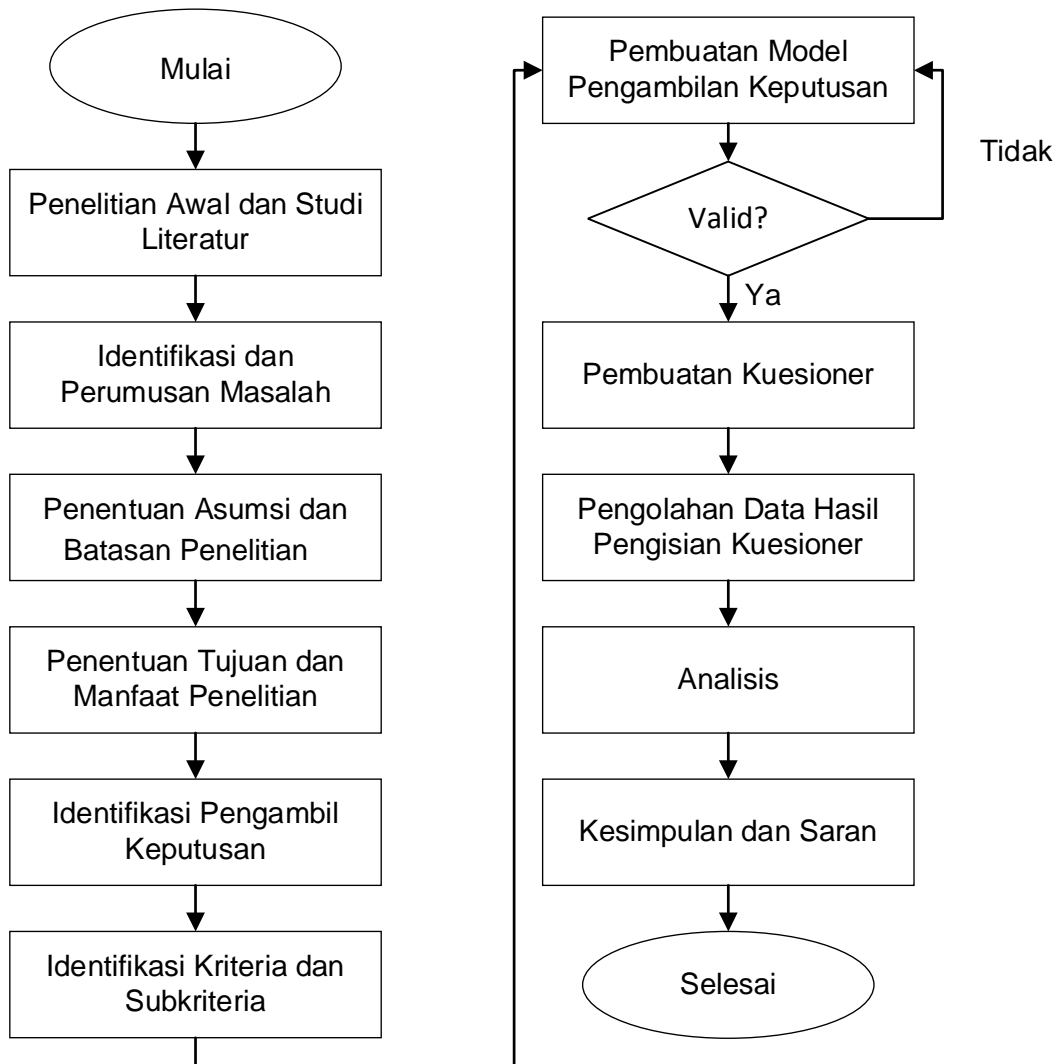 Mulai
Penelitian Awal dan Studi
Literatur
Identifikasi dan
Perumusan Masalah
Penentuan Asumsi dan
Batasan Penelitian
Penentuan Tujuan dan
Manfaat Penelitian
Identifikasi Pengambil
Keputusan
Identifikasi Kriteria dan
Subkriteria
Pembuatan Model
Pengambilan Keputusan
Tidak
Valid?
Ya
Pembuatan Kuesioner
Pengolahan Data Hasil
Pengisian Kuesioner
Analisis
Kesimpulan dan Saran
Selesai